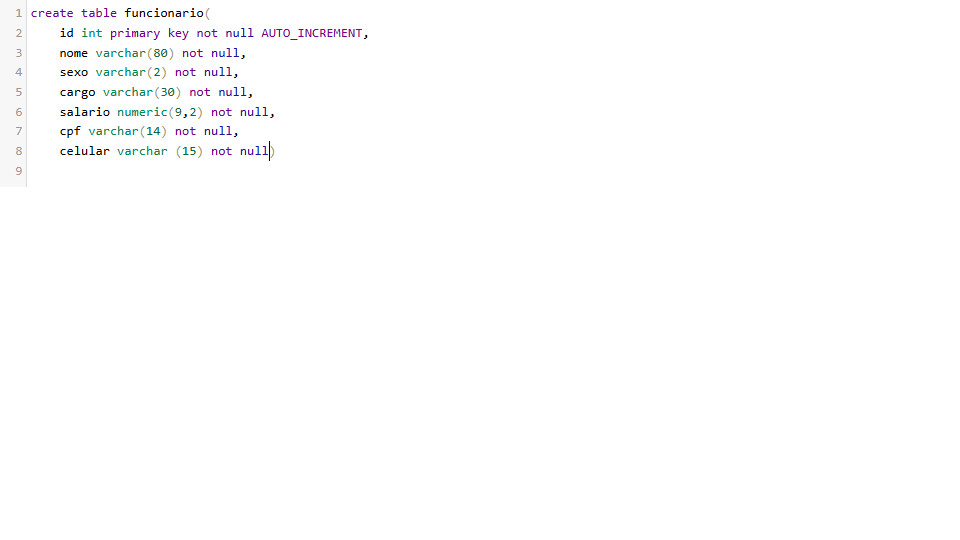 1 create table funcionario(
2 id int primary key not null AUTO_INCREMENT,
3 nome varchar(80) not null,
4 sexo varchar(2) not null,
5 cargo varchar(30) not null,
6 salario numeric(9,2) not null,
7 cpf varchar(14) not null,
8 celular varchar (15) not null)
9